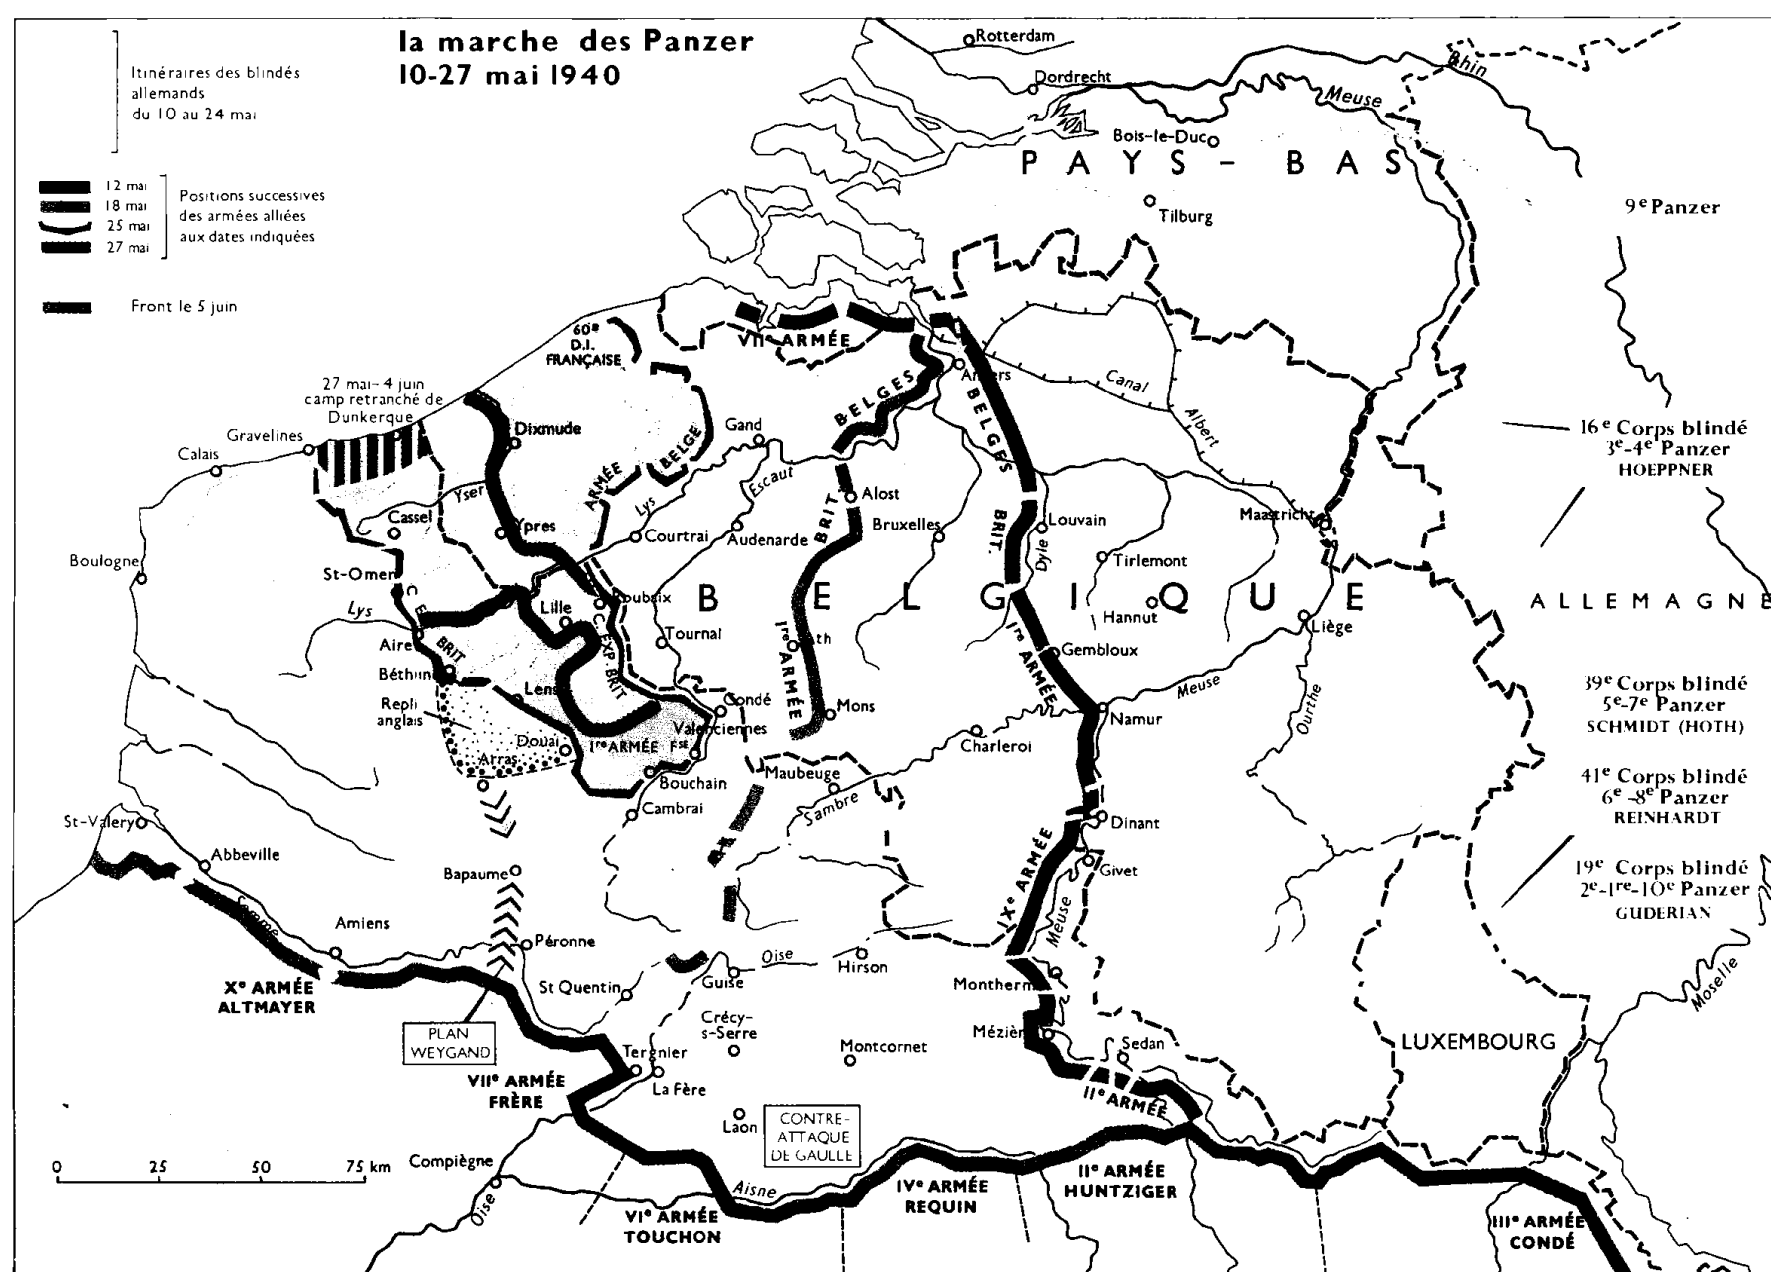 la marche des Panzer
10-27 mai 1940
Itinéraires des blindés
allemands
du 10 au 24 mai
12 mai
18 mai
25 mai
27 mai
Positions successives
des armées alliées
aux dates indiquées
Front le 5 juin
Rotterdam
Dordrecht
Rhin
Meuse
Bois-le-Duc
PAYS-BAS
Tilburg
9e Panzer
60e
D.I.
FRANÇAISE
VIIe ARMÉE
27 mai-4 juin
camp retranché de
Dunkerque
Gravelines
Calais
Dixmude
Gand
BELGES
BELGES
Canal
Albert
16e Corps blindé
3e-4e Panzer
HOEPPNER
ARMÉE
BELGE
Yser
Lys
Escaut
Alost
Cassel
Ypres
Courtrai
Audenarde
BRIT.
Bruxelles
BRIT.
Louvain
Dyle
Maastricht
Tirlemont
Boulogne
St-Omer
Lys
C. E.
BRIT
Lille
Roubaix
C. EXP. BRIT
BELGIQUE
Hannut
Liège
ALLEMAGNE
Aire
Tournai
1re ARMÉE
1re ARMÉE
Gembloux
Lens
Repli
anglais
Condé
Valenciennes
Mons
Namur
Meuse
Ourthe
39e Corps blindé
5e-7e Panzer
SCHMIDT (HOTH)
Douai
1re ARMÉE Fse
Arras
Bouchain
Maubeuge
Charleroi
Sambre
Cambrai
Dinant
41e Corps blindé
6e-8e Panzer
REINHARDT
St-Valery
Abbeville
Bapaume
IXe ARMÉE
Givet
Meuse
19e Corps blindé
2e-1re-10e Panzer
GUDERIAN
Somme
Amiens
Péronne
Oise
Hirson
Guise
St Quentin
Xe ARMÉE
ALTMAYER
Moselle
PLAN
WEYGAND
Crécy-
s-Serre
Montcornet
Sedan
LUXEMBOURG
Tergnier
La Fère
VIIe ARMÉE
FRÈRE
IIe ARMÉE
Laon
CONTRE-
ATTAQUE
DE GAULLE
0 25 50 75 km
Compiègne
Oise
Aisne
VIe ARMÉE
TOUCHON
IVe ARMÉE
REQUIN
IIe ARMÉE
HUNTZIGER
IIIe ARMÉE
CONDÉ